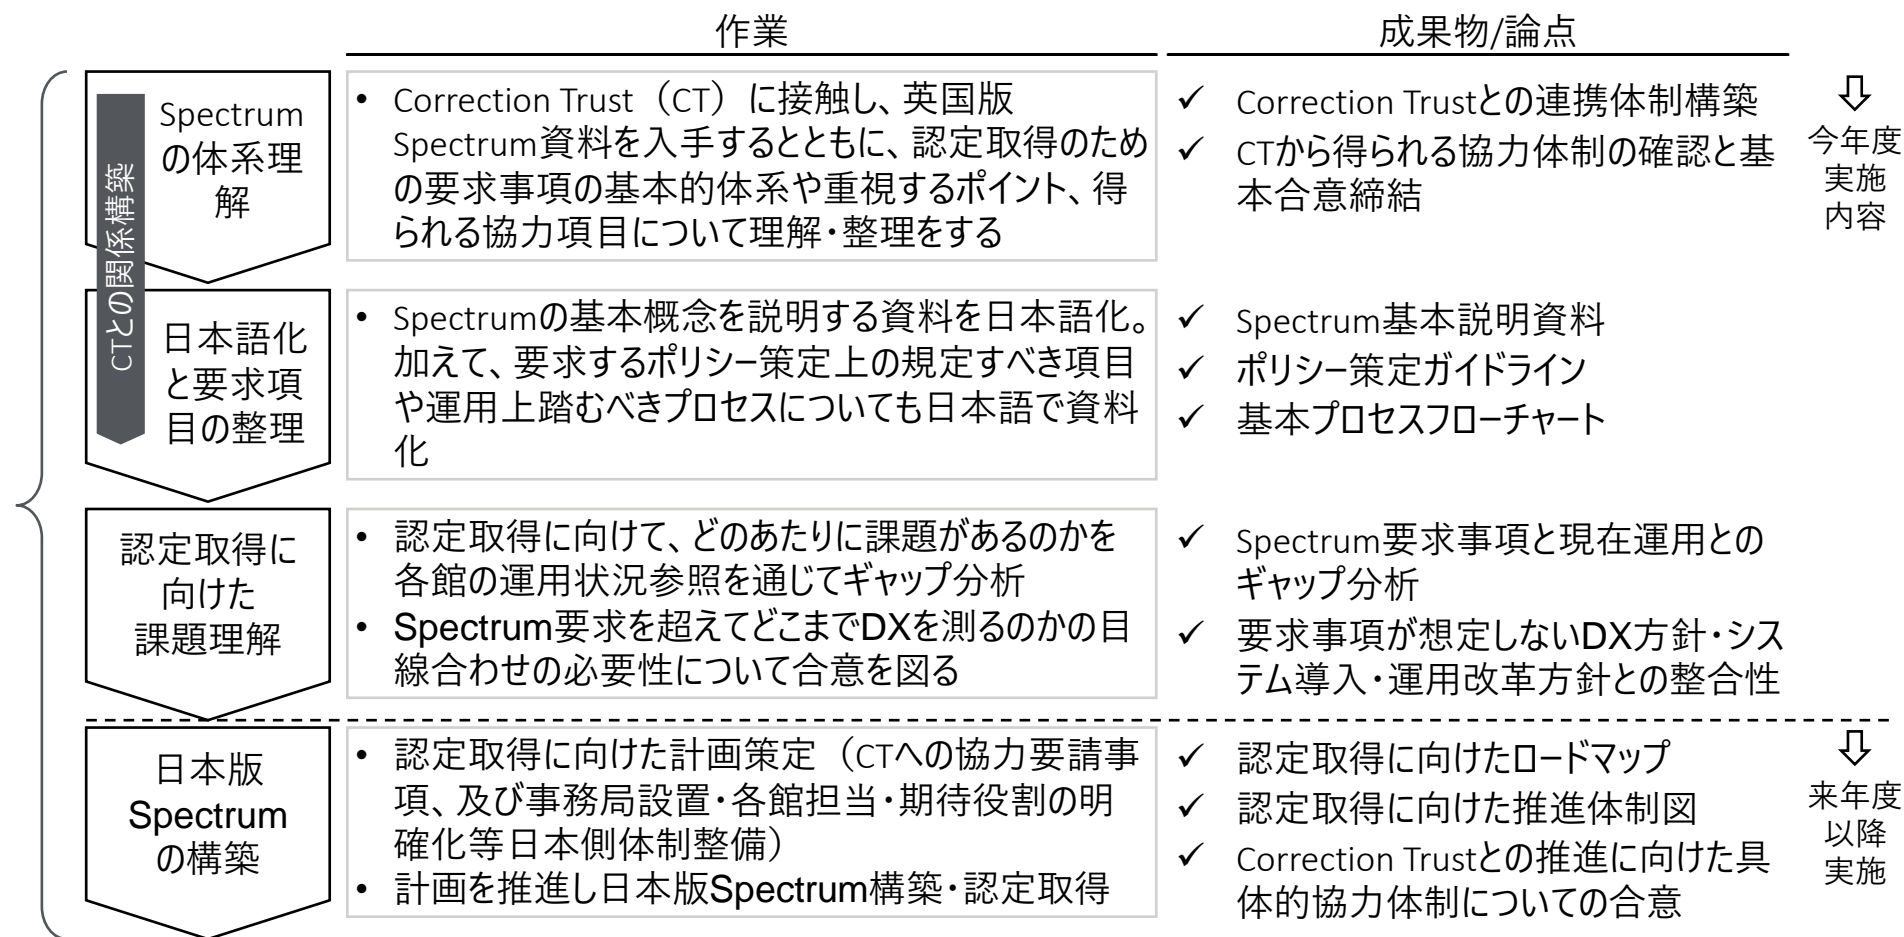 作業
成果物/論点
CTとの関係構築
Spectrum
の体系理
解
• Correction Trust（CT）に接触し、英国版
Spectrum資料を入手するとともに、認定取得のため
の要求事項の基本的体系や重視するポイント、得
られる協力項目について理解・整理をする
✓ Correction Trustとの連携体制構築
✓ CTから得られる協力体制の確認と基
本合意締結
⇩
今年度
実施
内容
日本語化
と要求項
目の整理
• Spectrumの基本概念を説明する資料を日本語化。
加えて、要求するポリシー策定上の規定すべき項目
や運用上踏むべきプロセスについても日本語で資料
化
✓ Spectrum基本説明資料
✓ ポリシー策定ガイドライン
✓ 基本プロセスフローチャート
認定取得に
向けた
課題理解
• 認定取得に向けて、どのあたりに課題があるのかを
各館の運用状況参照を通じてギャップ分析
• Spectrum要求を超えてどこまでDXを測るのかの目
線合わせの必要性について合意を図る
✓ Spectrum要求事項と現在運用との
ギャップ分析
✓ 要求事項が想定しないDX方針・シス
テム導入・運用改革方針との整合性
日本版
Spectrum
の構築
• 認定取得に向けた計画策定（CTへの協力要請事
項、及び事務局設置・各館担当・期待役割の明
確化等日本側体制整備）
• 計画を推進し日本版Spectrum構築・認定取得
✓ 認定取得に向けたロードマップ
✓ 認定取得に向けた推進体制図
✓ Correction Trustとの推進に向けた具
体的協力体制についての合意
⇩
来年度
以降
実施